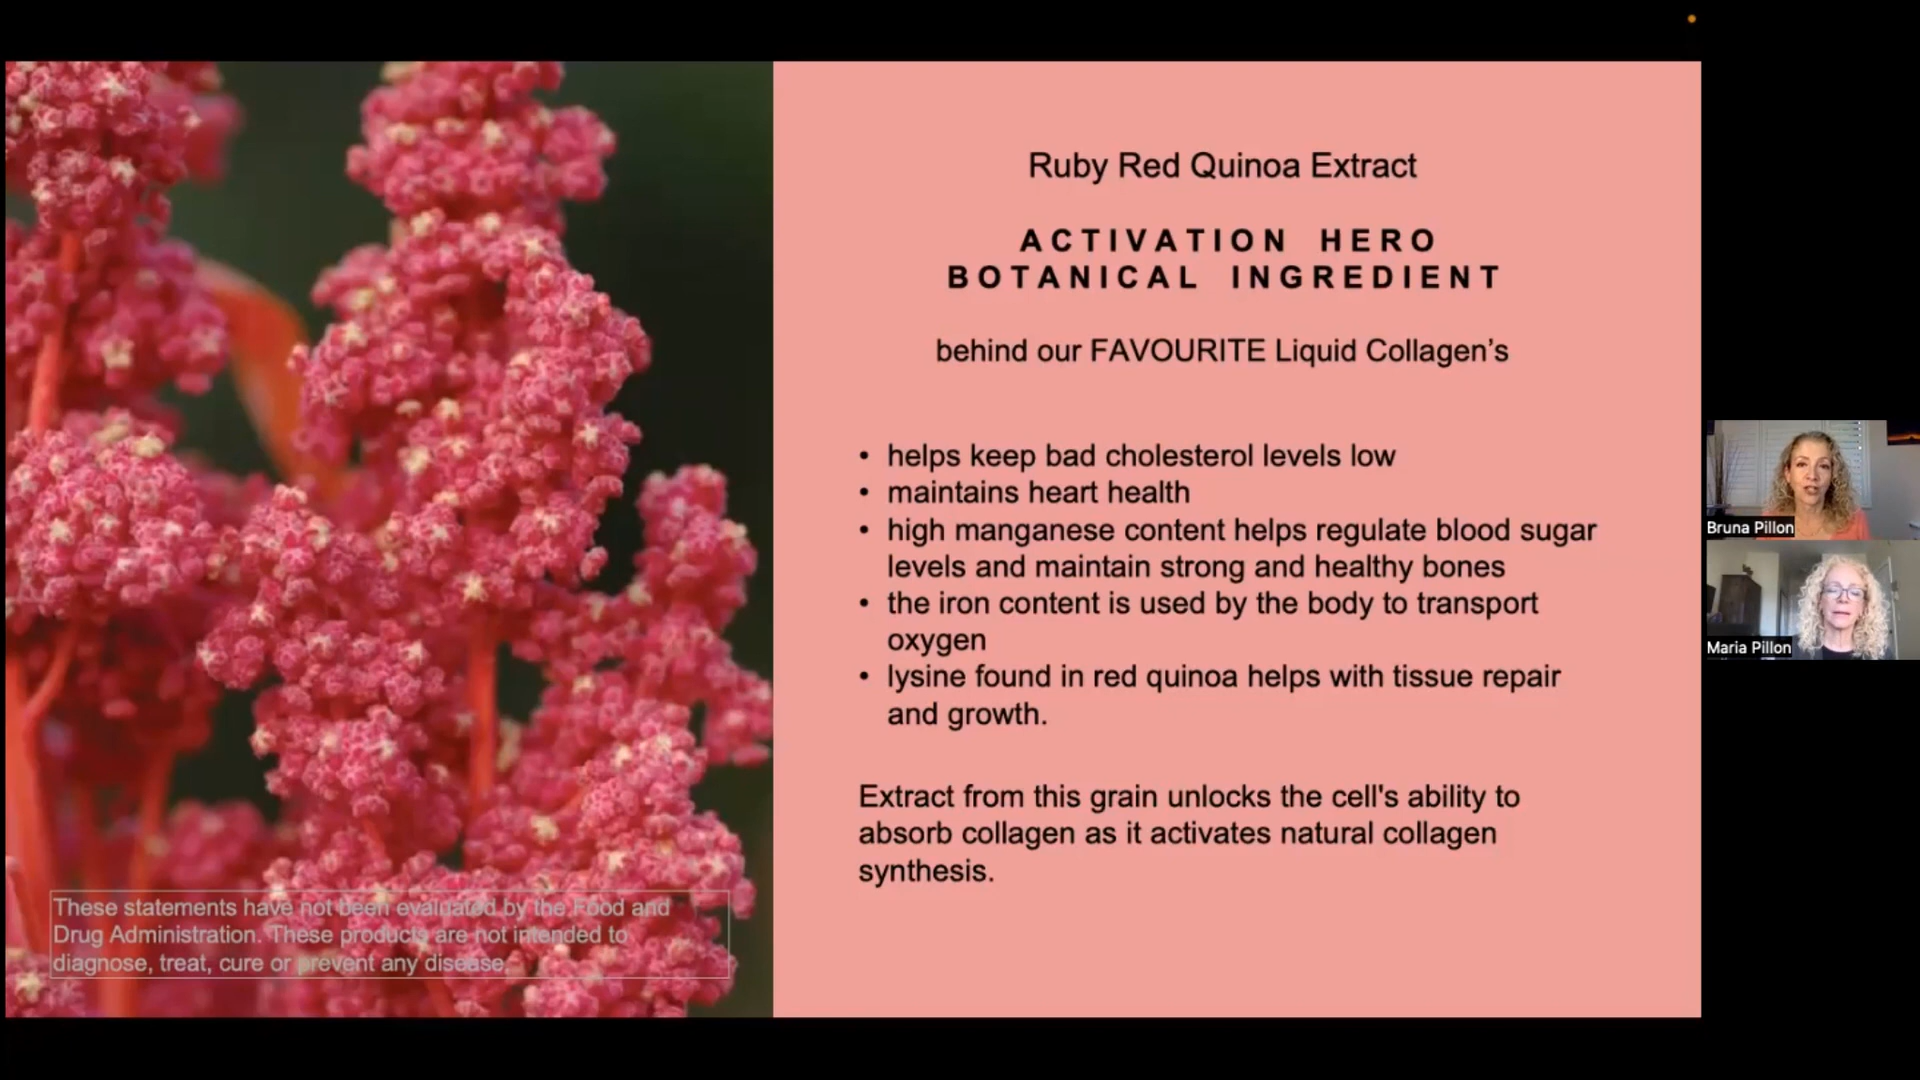 Ruby Red Quinoa Extract
ACTIVATION HERO
BOTANICAL INGREDIENT
behind our FAVOURITE Liquid Collagen's
• helps keep bad cholesterol levels low
• maintains heart health
• high manganese content helps regulate blood sugar
levels and maintain strong and healthy bones
• the iron content is used by the body to transport
oxygen
• lysine found in red quinoa helps with tissue repair
and growth.
Extract from this grain unlocks the cell's ability to
absorb collagen as it activates natural collagen
synthesis.
These statements have not been evaluated by the Food and
Drug Administration. These products are not intended to
diagnose, treat, cure or prevent any disease.
Bruna Pillon
Maria Pillon